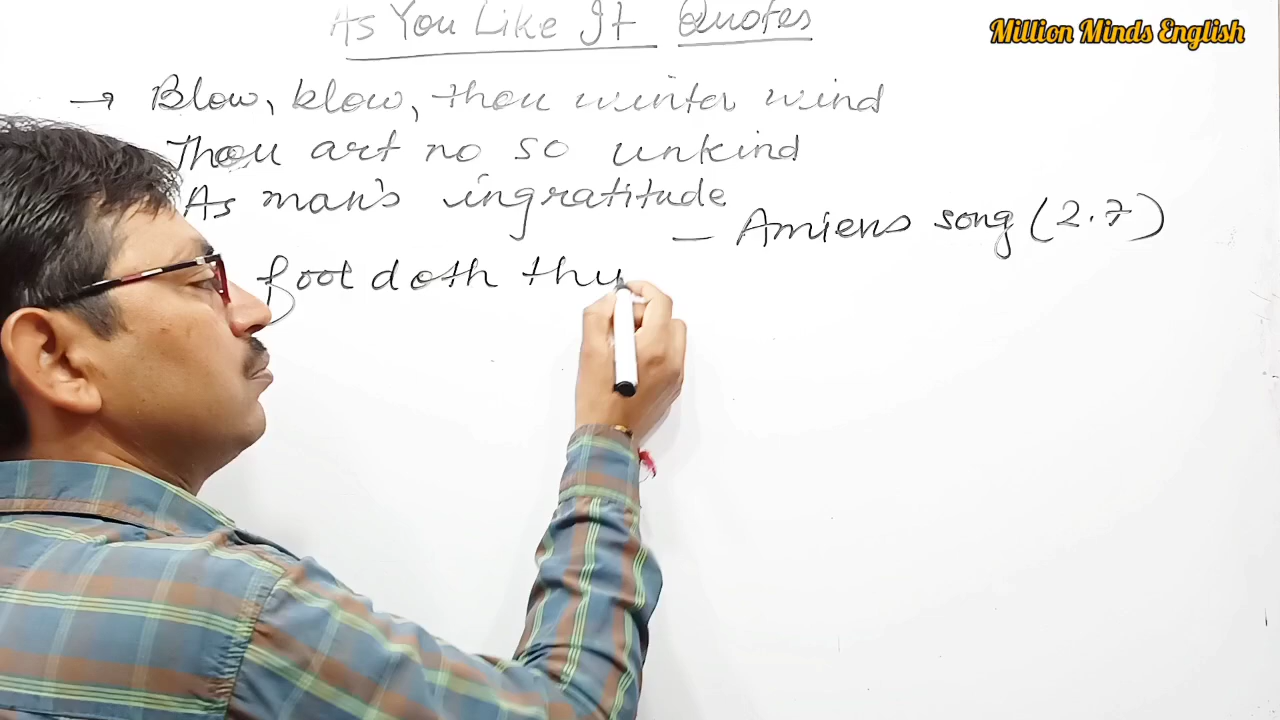 As You Like It Quotes
Million Minds English
→ Blow, blow, thou winter wind
Thou art no so unkind
As man's ingratitude
- Amiens song (2.7)
fool doth thi